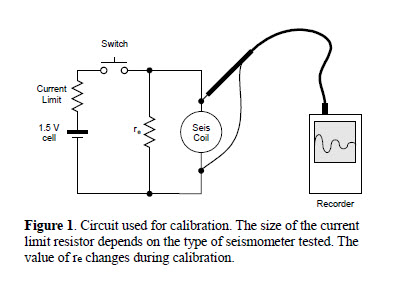 Switch
Current
Limit
1.5 V
cell
re
Seis
Coil
Recorder
Figure 1. Circuit used for calibration. The size of the current
limit resistor depends on the type of seismometer tested. The
value of re changes during calibration.